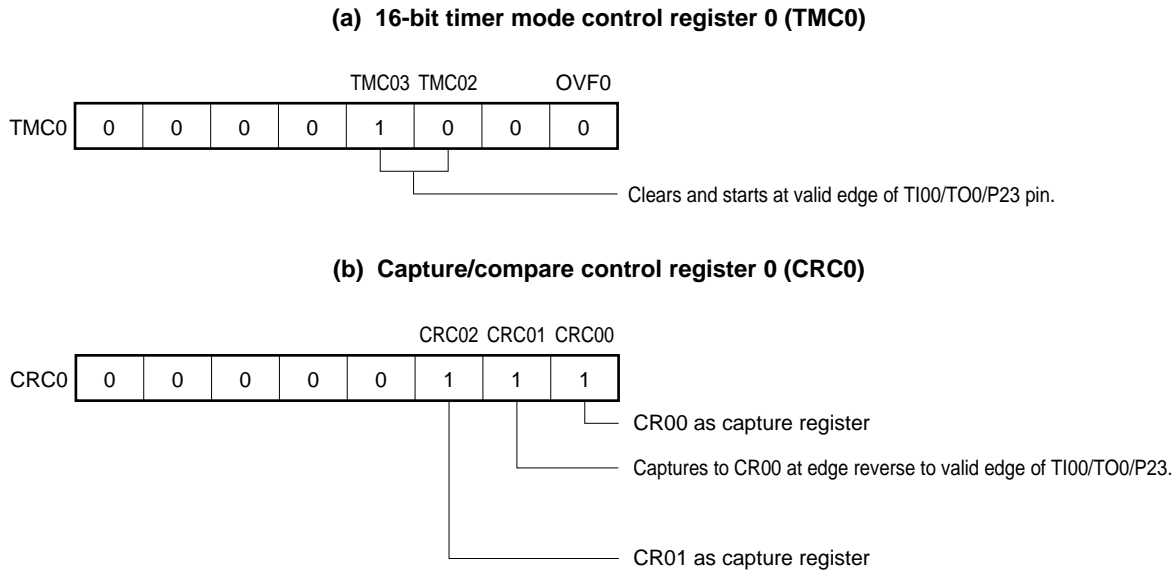 (a) 16-bit timer mode control register 0 (TMC0)
TMC03 TMC02 OVF0
TMC0 0 0 0 0 1 0 0 0
Clears and starts at valid edge of TI00/TO0/P23 pin.
(b) Capture/compare control register 0 (CRC0)
CRC02 CRC01 CRC00
CRC0 0 0 0 0 0 1 1 1
CR00 as capture register
Captures to CR00 at edge reverse to valid edge of TI00/TO0/P23.
CR01 as capture register